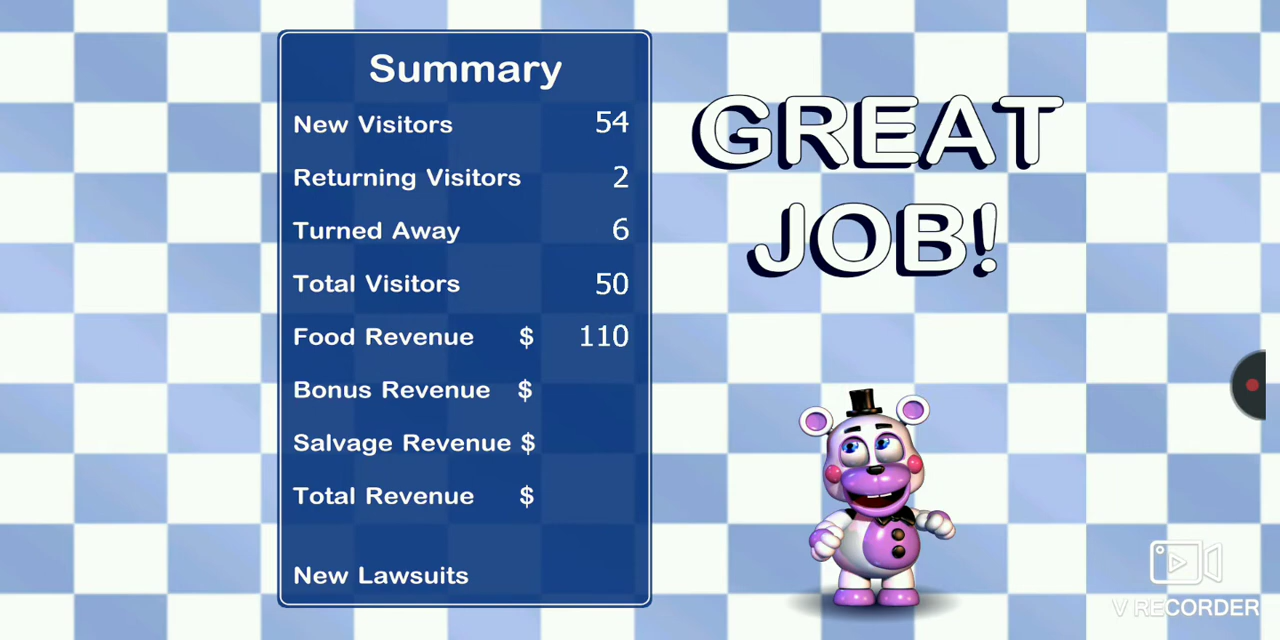 Summary
New Visitors 54
Returning Visitors 2
Turned Away 6
Total Visitors 50
Food Revenue $ 110
Bonus Revenue $
Salvage Revenue $
Total Revenue $
New Lawsuits
GREAT
JOB!
V RECORDER